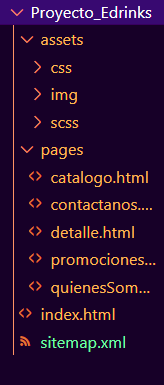 Proyecto_Edrinks
assets
css
img
scss
pages
catalogo.html
contactanos....
detalle.html
promociones...
quienesSom...
index.html
sitemap.xml